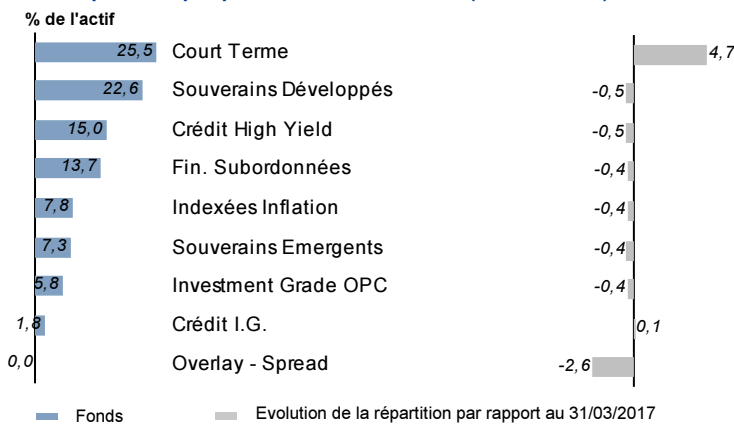 % de l'actif
25,5 Court Terme 4,7
22,6 Souverains Développés -0,5
15,0 Crédit High Yield -0,5
13,7 Fin. Subordonnées -0,4
7,8 Indexées Inflation -0,4
7,3 Souverains Emergents -0,4
5,8 Investment Grade OPC -0,4
1,8 Crédit I.G. 0,1
0,0 Overlay - Spread -2,6
Fonds Evolution de la répartition par rapport au 31/03/2017